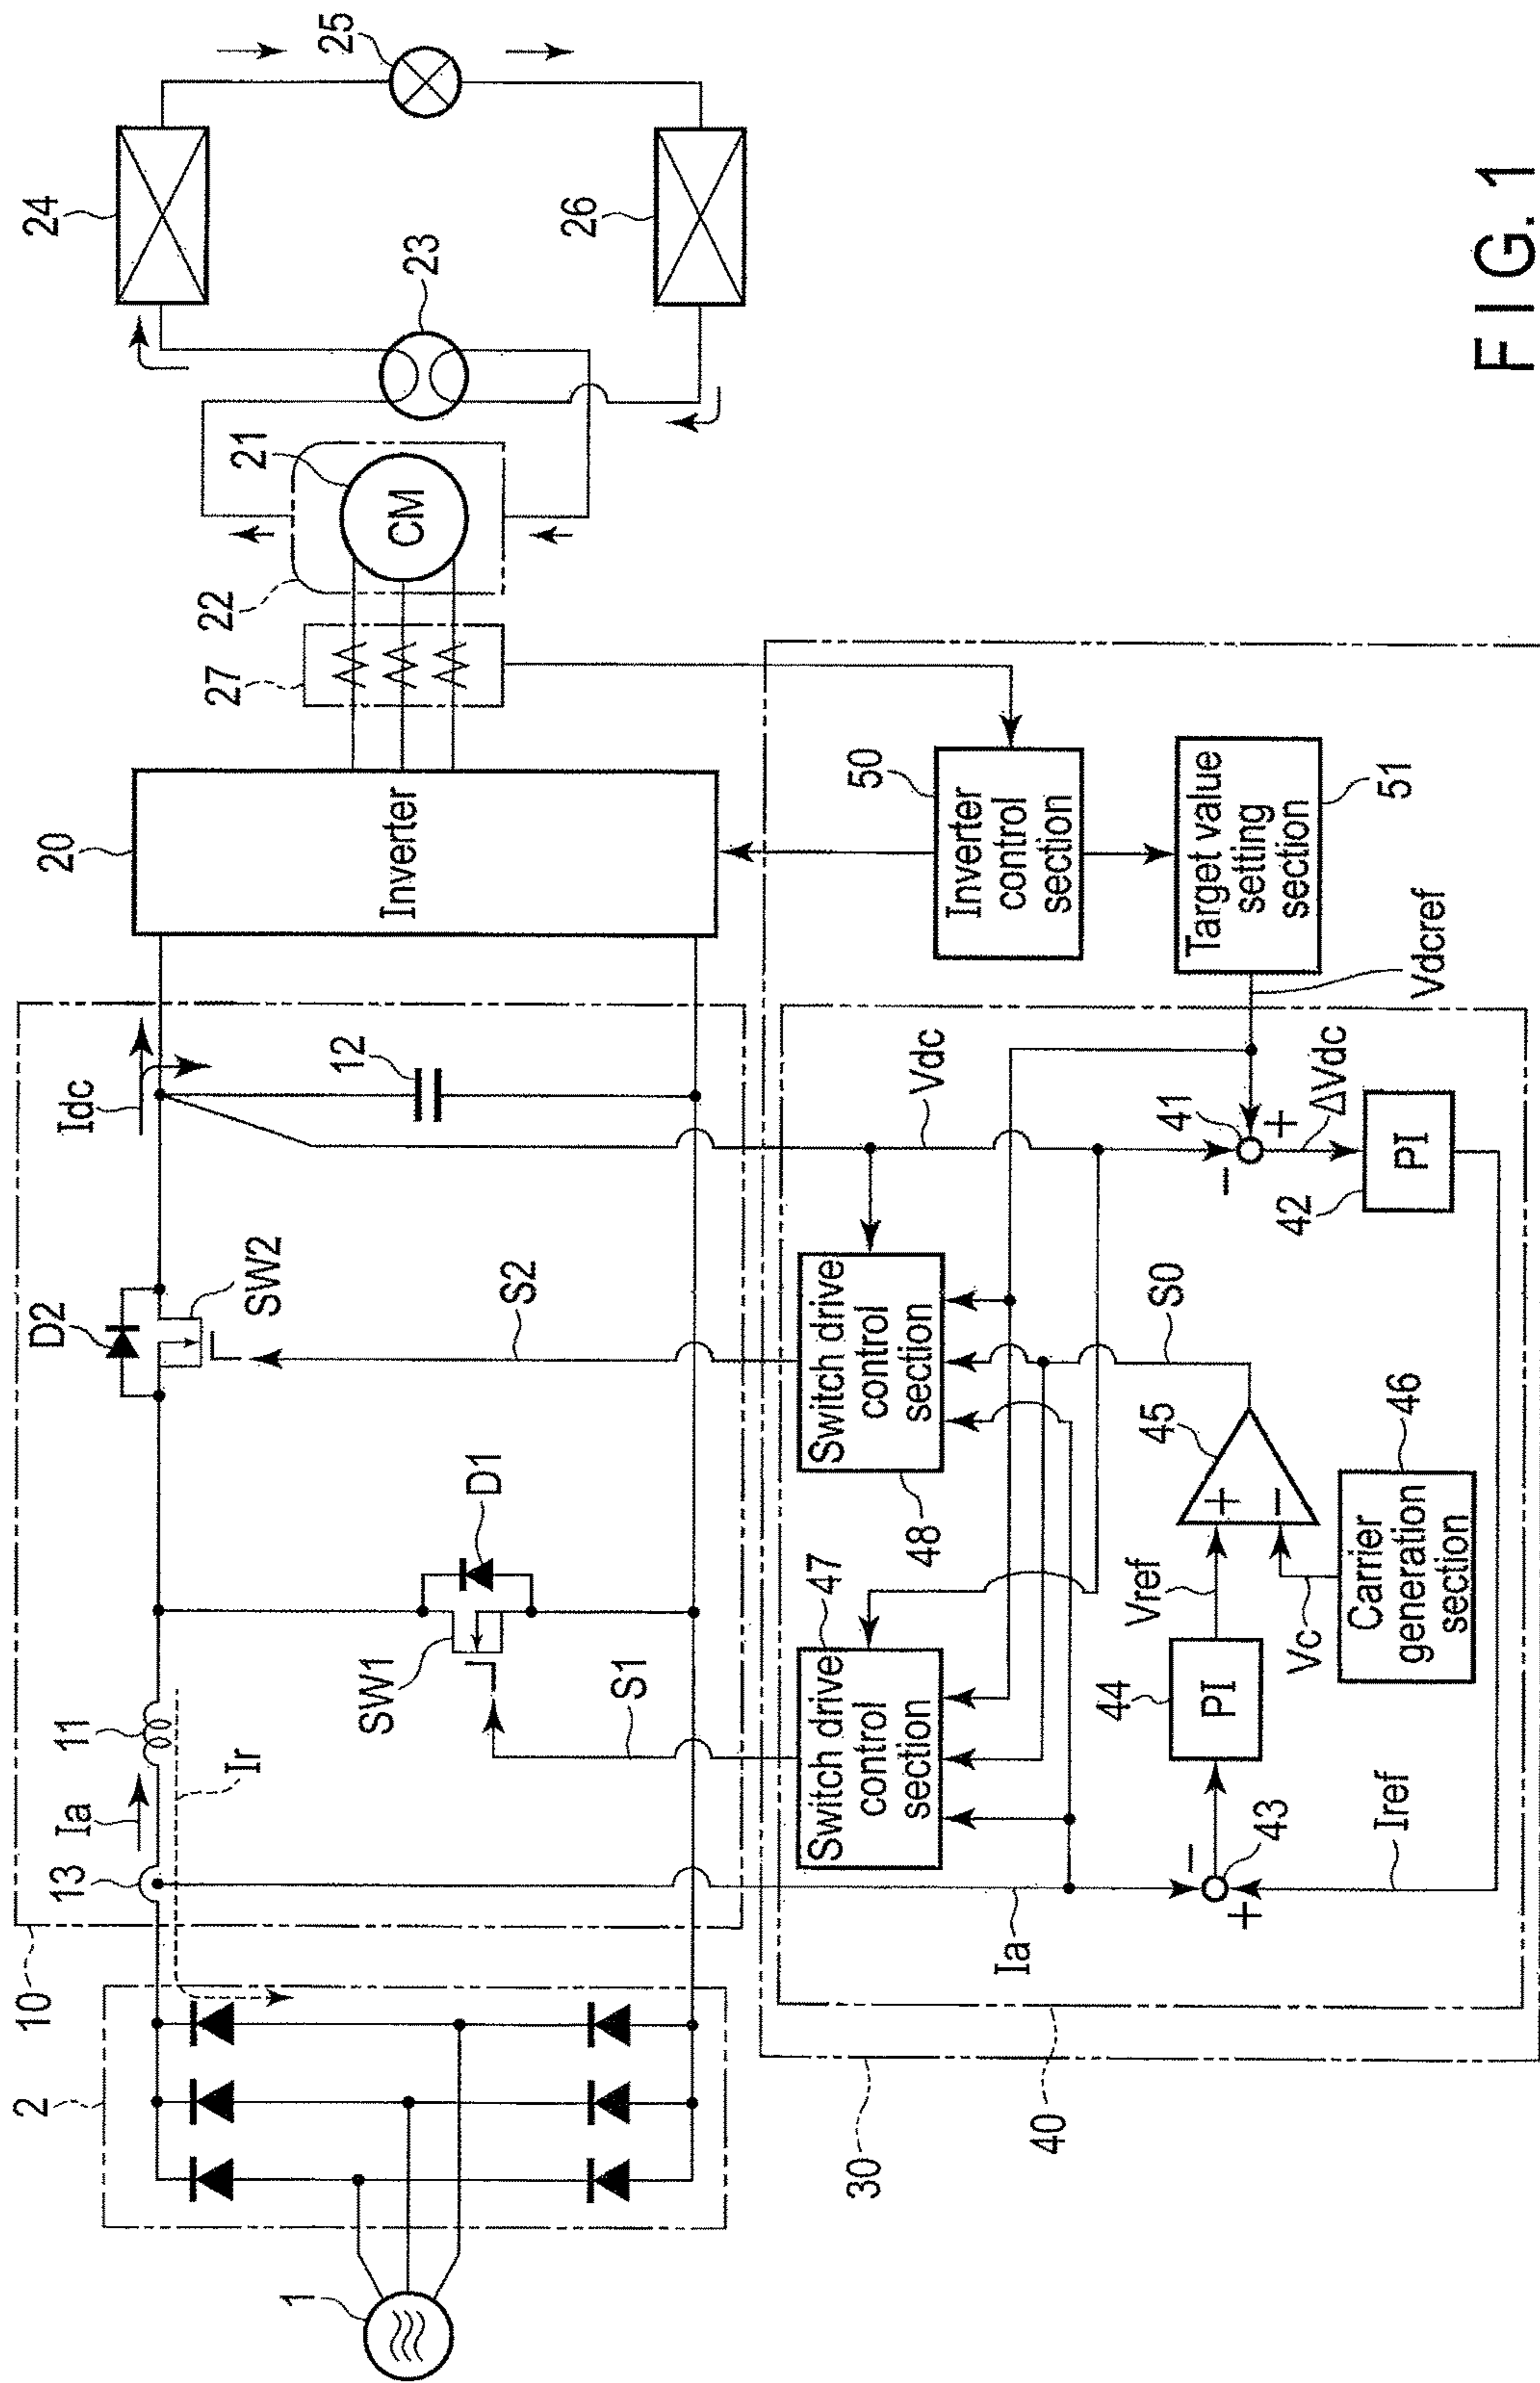 1
2
10
13
Ia
11
Ir
SW1
D1
S1
D2
SW2
S2
Idc
12
20
Inverter
27
22
21
CM
23
24
25
26
30
40
Ia
47
Switch drive
control
section
48
Switch drive
control
section
Vdc
50
Inverter
control
section
51
Target value
setting
section
Vdcref
41
−
+
ΔVdc
42
PI
S0
45
+
−
46
Carrier
generation
section
Vref
Vc
44
PI
43
−
+
Iref
FIG. 1